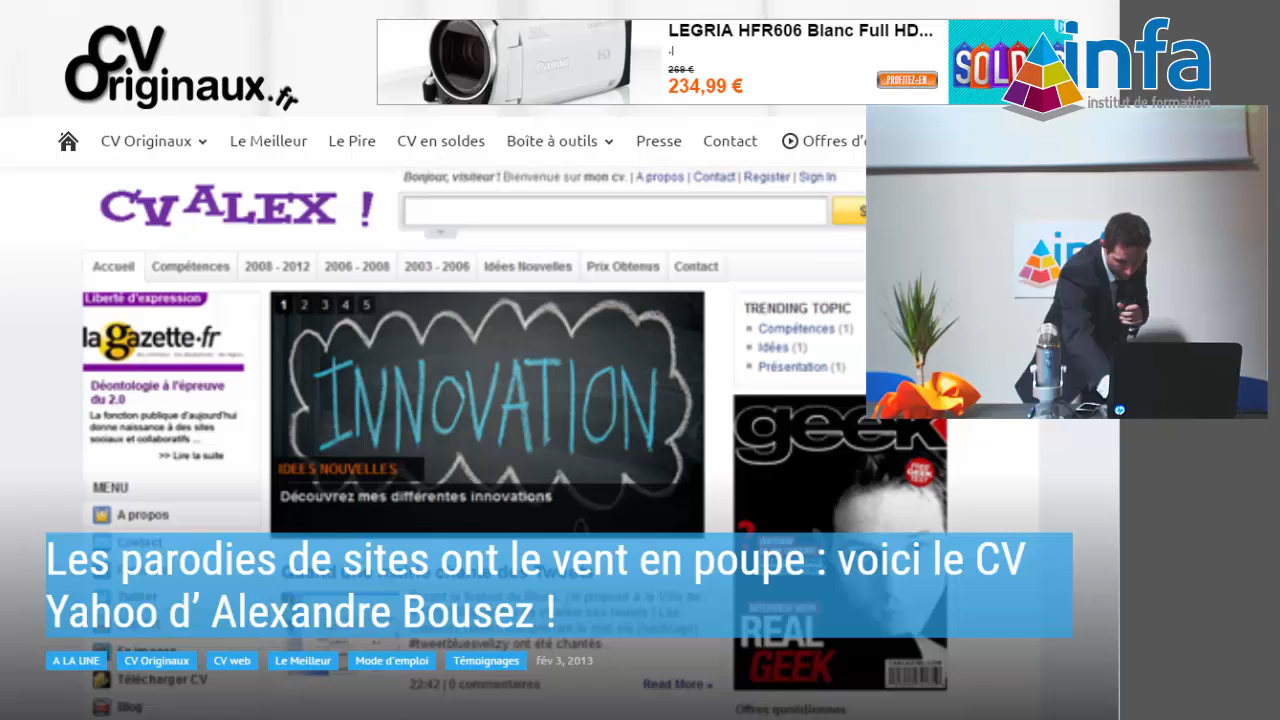 CV
Originaux.fr
LEGRIA HFR606 Blanc Full HD...
269 €
234,99 €
PROFITEZ-EN
infa
institut de formation
CV Originaux
Le Meilleur
Le Pire
CV en soldes
Boîte à outils
Presse
Contact
Offres d'e
CV ALEX !
Bonjour, visiteur ! Bienvenue sur mon cv. | A propos | Contact | Register | Sign In
Accueil
Compétences
2008 - 2012
2006 - 2008
2003 - 2006
Idées Nouvelles
Prix Obtenus
Contact
Liberté d'expression
la gazette·fr
Déontologie à l'épreuve
du 2.0
La fonction publique d'aujourd'hui
donne naissance à des sites
sociaux et collaboratifs ...
>> Lire la suite
MENU
A propos
Contact
Télécharger CV
Blog
1 2 3 4 5
INNOVATION
IDEES NOUVELLES
Découvrez mes différentes innovations
TRENDING TOPIC
Compétences (1)
Idées (1)
Présentation (1)
geek
REAL
GEEK
Les parodies de sites ont le vent en poupe : voici le CV
Yahoo d' Alexandre Bousez !
#tweetbluesvelizy ont été chantés
A LA UNE
CV Originaux
CV web
Le Meilleur
Mode d'emploi
Témoignages
fév 3, 2013
22:42 | 0 commentaires
Read More »
Offres quotidiennes